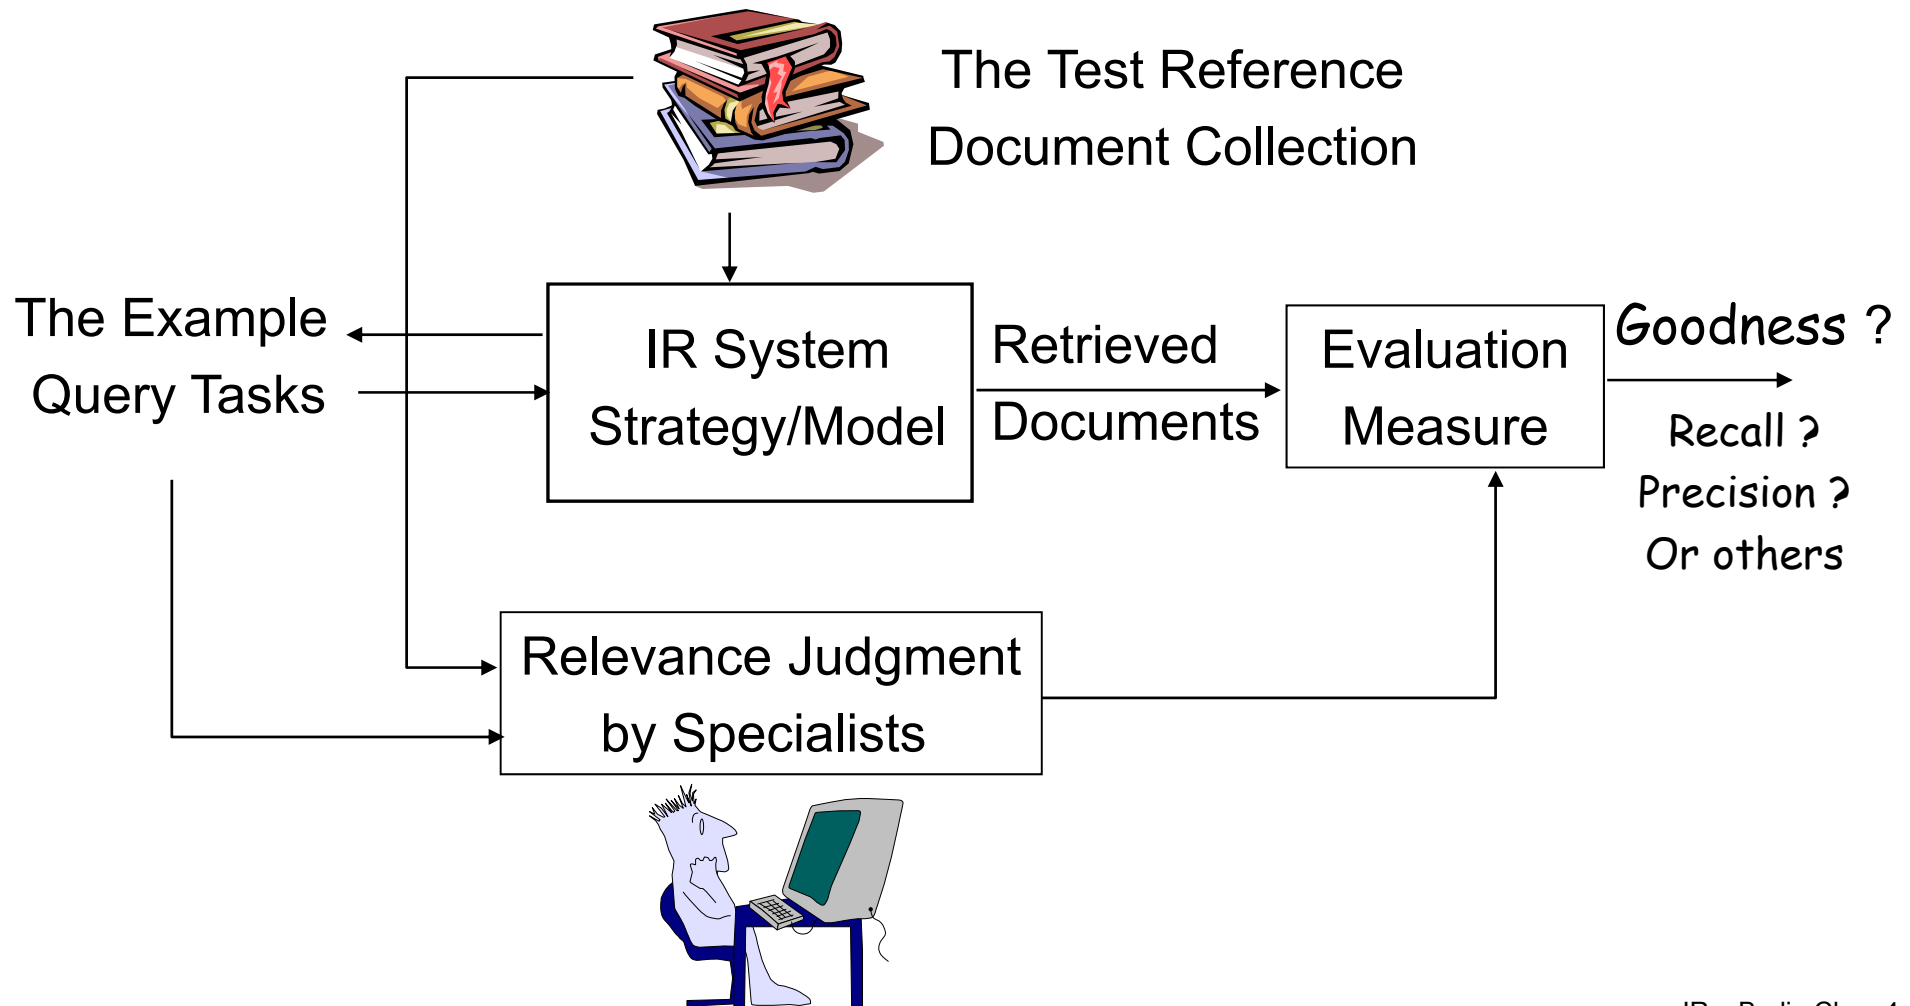 The Test Reference
Document Collection
The Example
Query Tasks
IR System
Strategy/Model
Retrieved
Documents
Evaluation
Measure
Goodness ?
Recall ?
Precision ?
Or others
Relevance Judgment
by Specialists